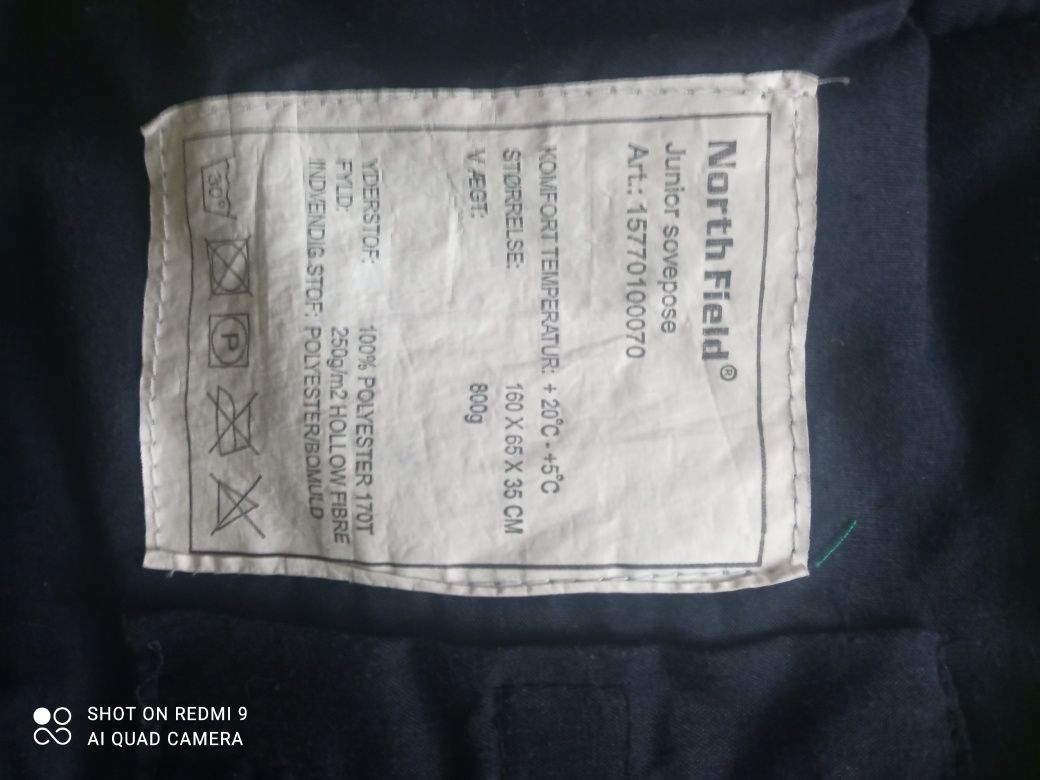 North Field®
Junior sovepose
Art.: 15770100070
KOMFORT TEMPERATUR: + 20°C - +5°C
STØRRELSE: 160 X 65 X 35 CM
VÆGT: 800g
YDERSTOF: 100% POLYESTER 170T
FYLD: 250g/m2 HOLLOW FIBRE
INDVENDIG STOF: POLYESTER/BOMULD
30° P
SHOT ON REDMI 9
AI QUAD CAMERA